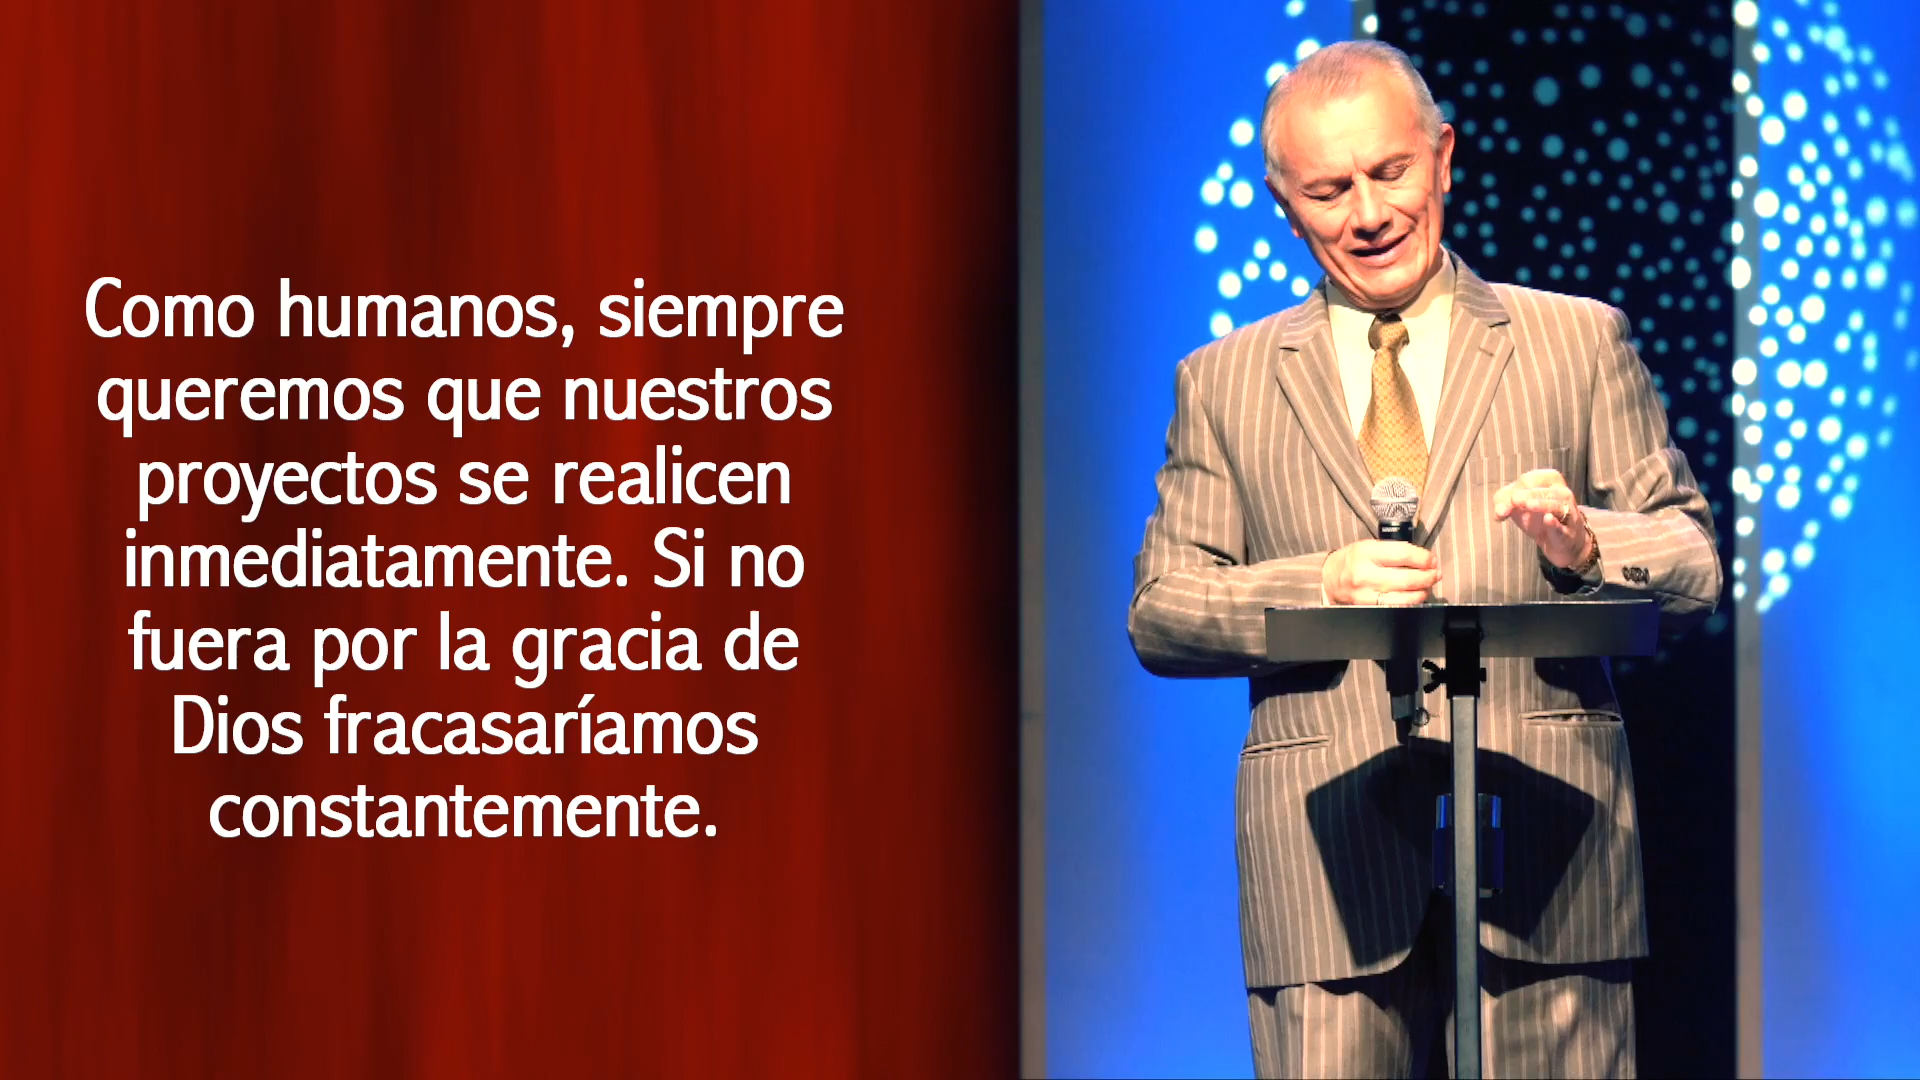 Como humanos, siempre
queremos que nuestros
proyectos se realicen
inmediatamente. Si no
fuera por la gracia de
Dios fracasaríamos
constantemente.